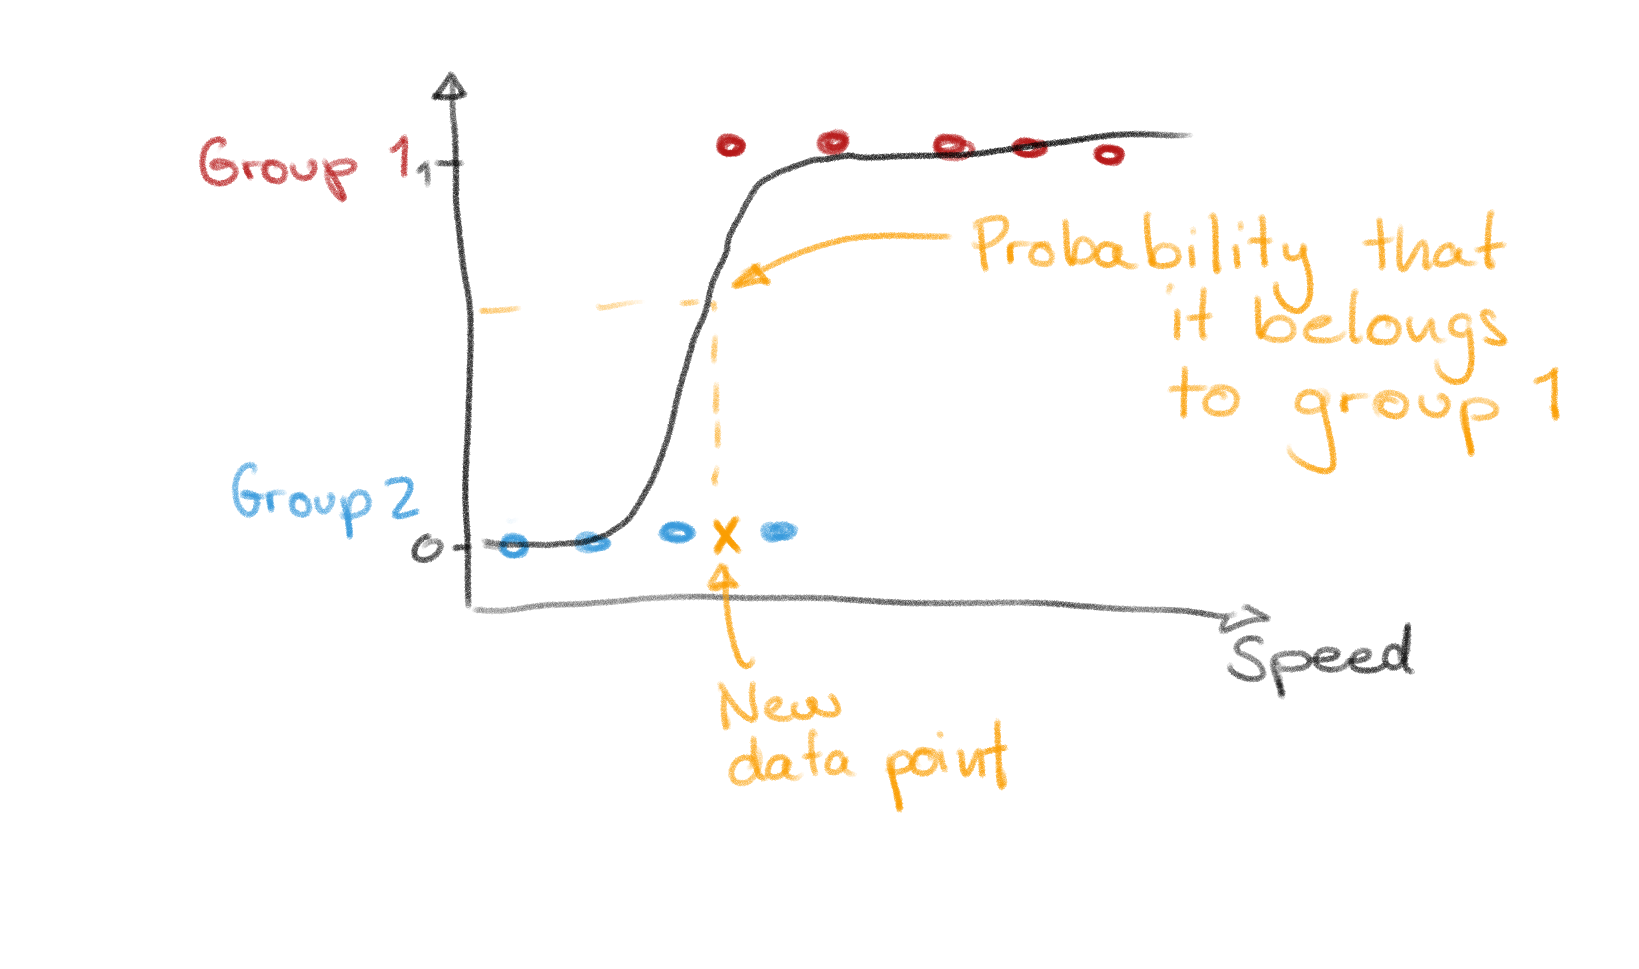 Group 1
1
Probability that
it belongs
to group 1
Group 2
0
Speed
New
data point